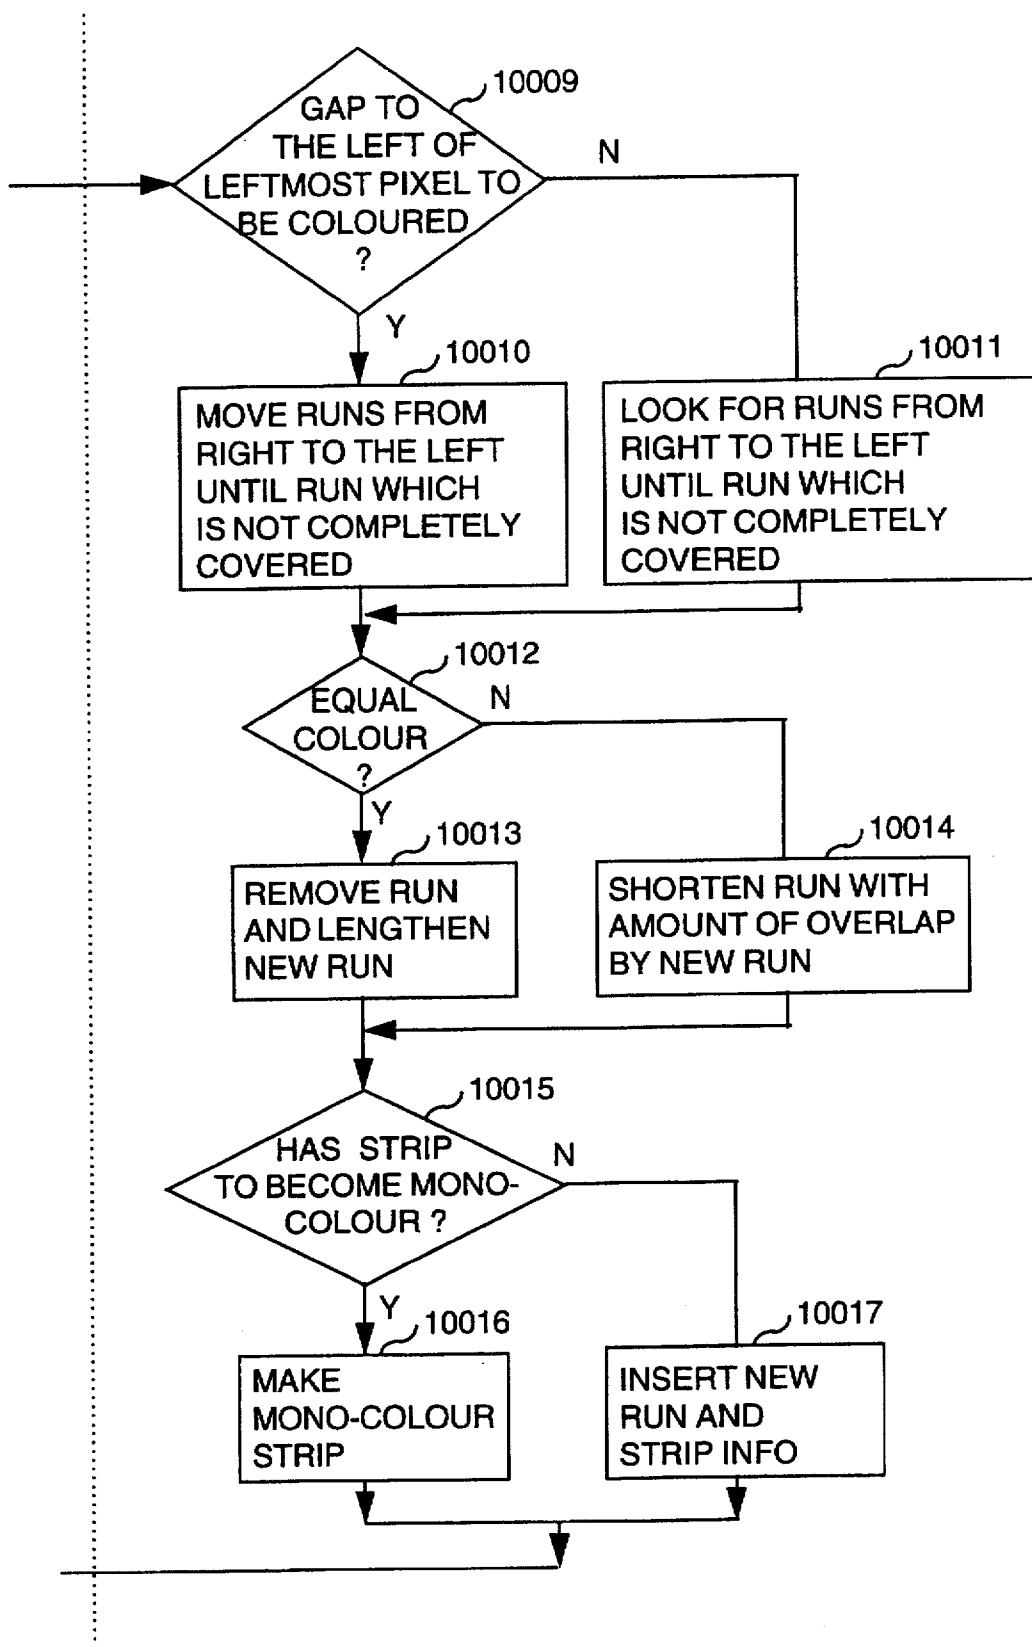 10009
GAP TO
THE LEFT OF
LEFTMOST PIXEL TO
BE COLOURED
?
N
Y
10010
MOVE RUNS FROM
RIGHT TO THE LEFT
UNTIL RUN WHICH
IS NOT COMPLETELY
COVERED
10011
LOOK FOR RUNS FROM
RIGHT TO THE LEFT
UNTIL RUN WHICH
IS NOT COMPLETELY
COVERED
10012
EQUAL
COLOUR
?
N
Y
10013
REMOVE RUN
AND LENGTHEN
NEW RUN
10014
SHORTEN RUN WITH
AMOUNT OF OVERLAP
BY NEW RUN
10015
HAS STRIP
TO BECOME MONO-
COLOUR ?
N
Y
10016
MAKE
MONO-COLOUR
STRIP
10017
INSERT NEW
RUN AND
STRIP INFO